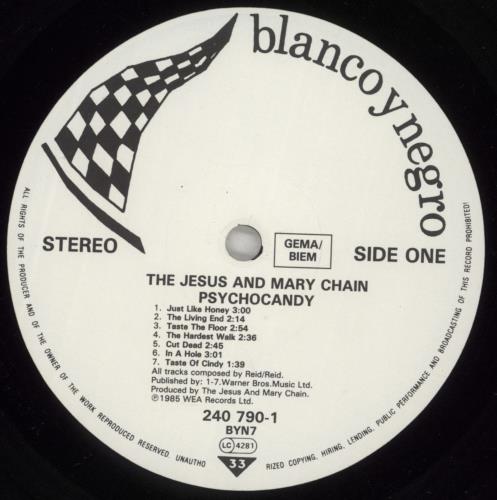 blanco y negro
STEREO
GEMA/
BIEM
SIDE ONE
THE JESUS AND MARY CHAIN
PSYCHOCANDY
1. Just Like Honey 3:00
2. The Living End 2:14
3. Taste The Floor 2:54
4. The Hardest Walk 2:36
5. Cut Dead 2:45
6. In A Hole 3:01
7. Taste Of Cindy 1:39
All tracks composed by Reid/Reid.
Published by: 1-7.Warner Bros.Music Ltd.
Produced by The Jesus And Mary Chain.
Ⓟ1985 WEA Records Ltd.
240 790-1
BYN7
LC 4281
33
ALL RIGHTS OF THE PRODUCER AND OF THE OWNER OF THE WORK REPRODUCED RESERVED. UNAUTHO RIZED COPYING, HIRING, LENDING, PUBLIC PERFORMANCE AND BROADCASTING OF THIS RECORD PROHIBITED!